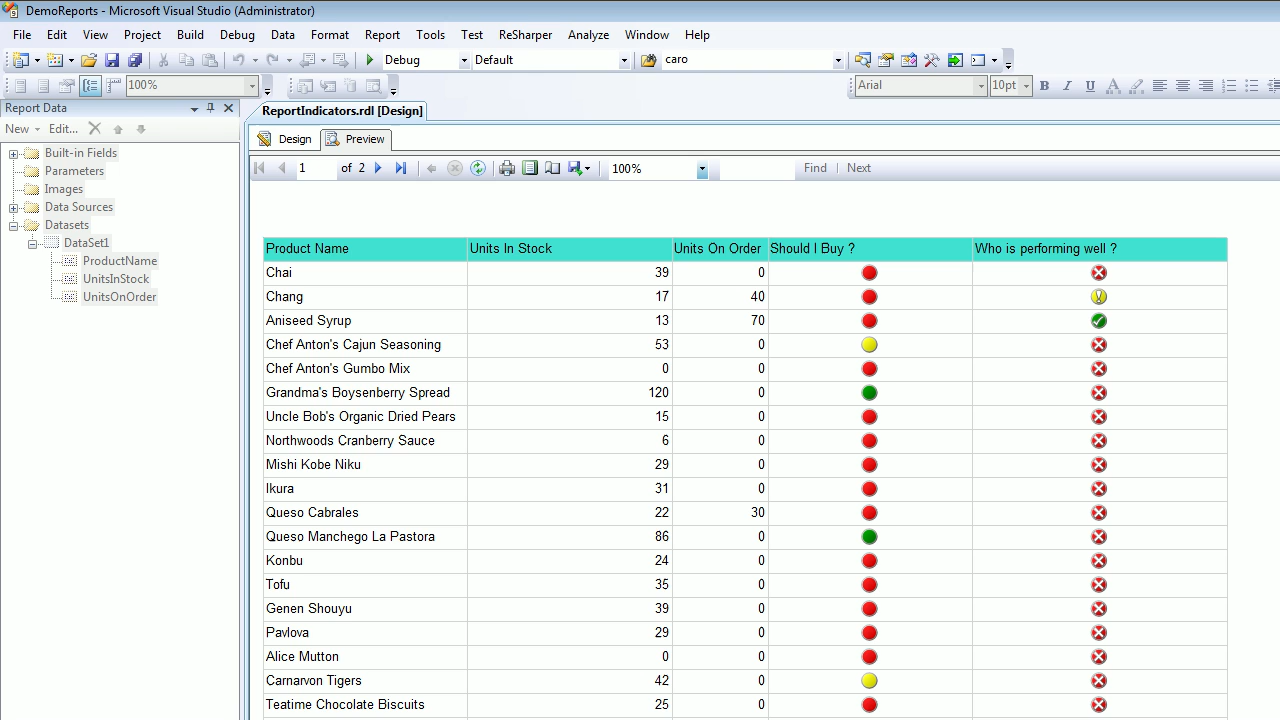 DemoReports - Microsoft Visual Studio (Administrator)
File Edit View Project Build Debug Data Format Report Tools Test ReSharper Analyze Window Help
Debug Default caro
100% Arial 10pt B I U A
Report Data ReportIndicators.rdl [Design]
New Edit... Design Preview
Built-in Fields
Parameters
Images
Data Sources
Datasets
DataSet1
ProductName
UnitsInStock
UnitsOnOrder
1 of 2 100% Find Next
Product Name Units In Stock Units On Order Should I Buy ? Who is performing well ?
Chai 39 0
Chang 17 40
Aniseed Syrup 13 70
Chef Anton's Cajun Seasoning 53 0
Chef Anton's Gumbo Mix 0 0
Grandma's Boysenberry Spread 120 0
Uncle Bob's Organic Dried Pears 15 0
Northwoods Cranberry Sauce 6 0
Mishi Kobe Niku 29 0
Ikura 31 0
Queso Cabrales 22 30
Queso Manchego La Pastora 86 0
Konbu 24 0
Tofu 35 0
Genen Shouyu 39 0
Pavlova 29 0
Alice Mutton 0 0
Carnarvon Tigers 42 0
Teatime Chocolate Biscuits 25 0